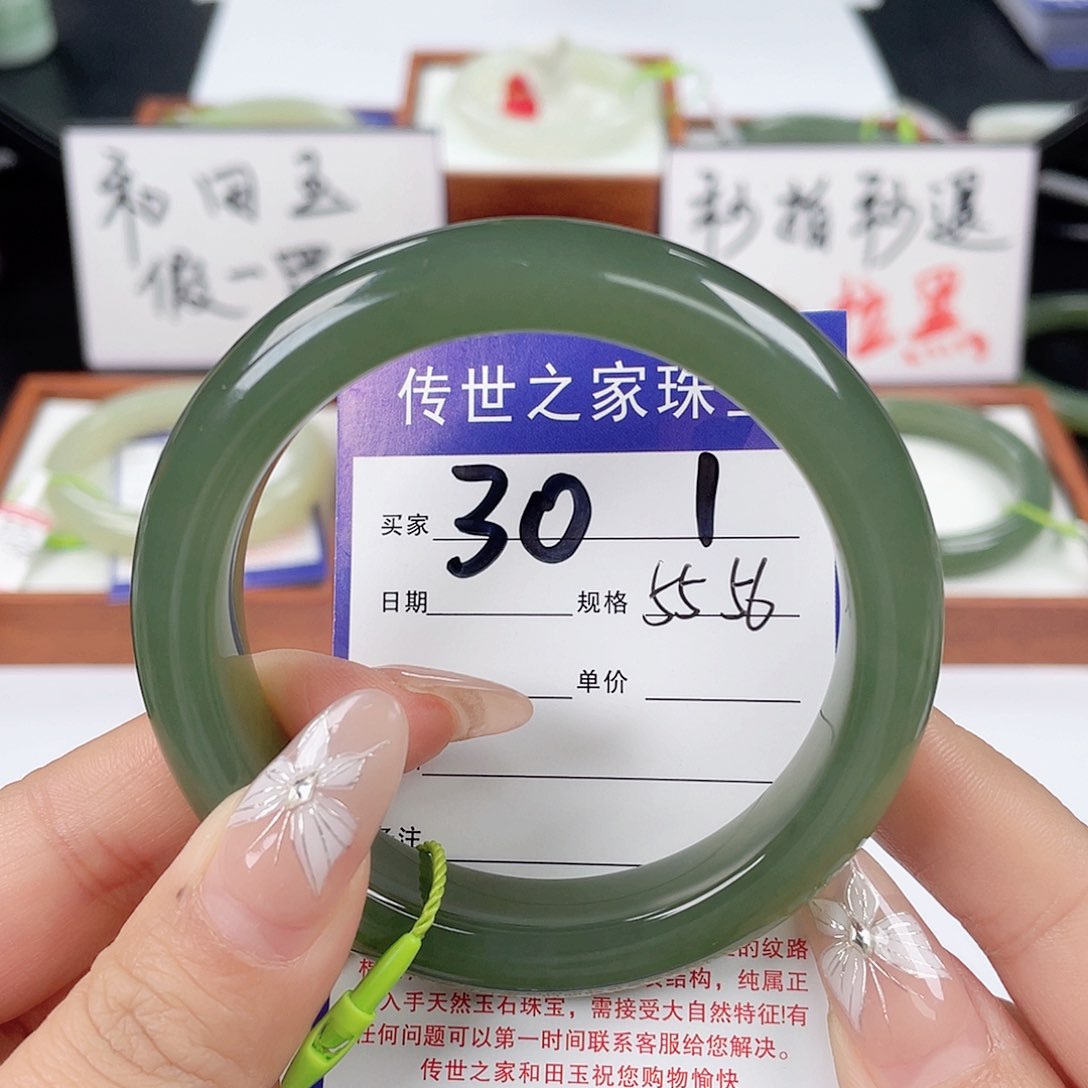 和田玉
假一罚
秒指秒退
拉黑
传世之家珠
买家 30 1
日期 规格 55 56
单价
注
的纹路
结构，纯属正
入手天然玉石珠宝，需接受大自然特征!有
任何问题可以第一时间联系客服给您解决。
传世之家和田玉祝您购物愉快